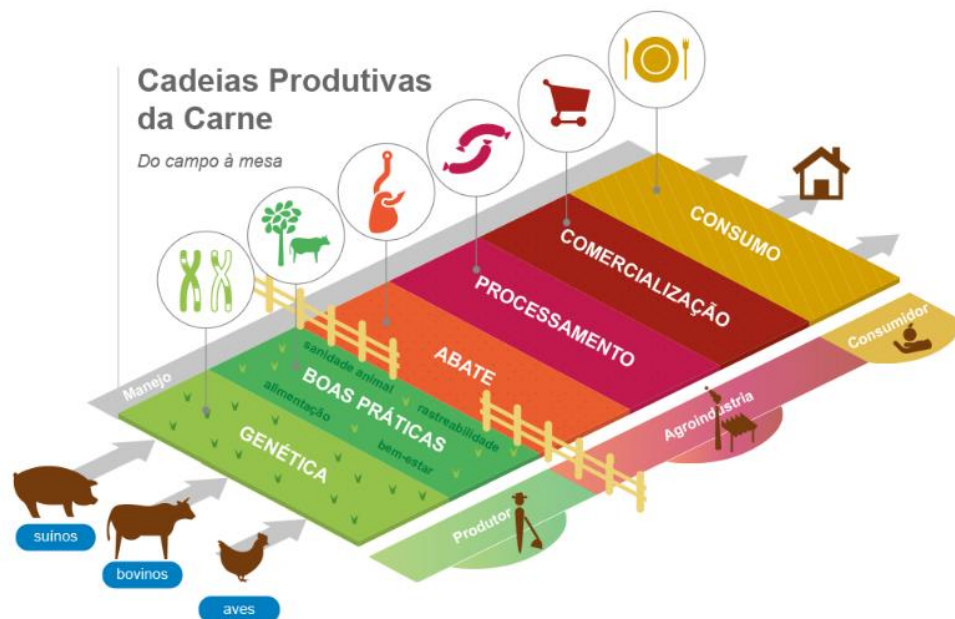 Cadeias Produtivas
da Carne
Do campo à mesa
CONSUMO
COMERCIALIZAÇÃO
PROCESSAMENTO
ABATE
sanidade animal
BOAS PRÁTICAS
rastreabilidade
alimentação
bem-estar
GENÉTICA
Manejo
Consumidor
Agroindústria
Produtor
suínos
bovinos
aves